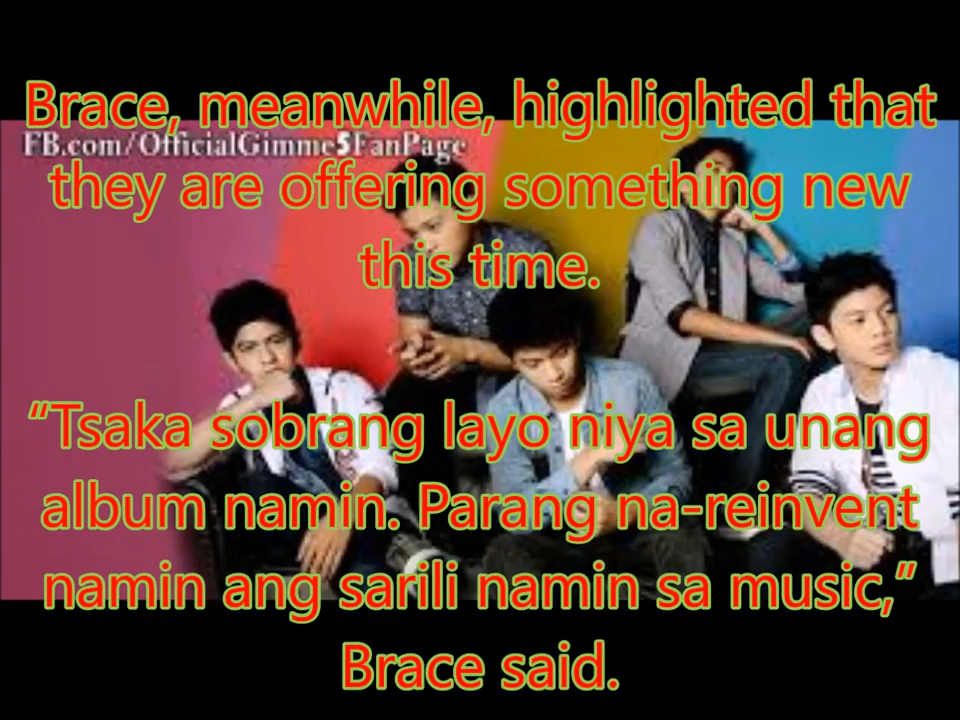 Brace, meanwhile, highlighted that
FB.com/OfficialGimme5FanPage
they are offering something new
this time.
“Tsaka sobrang layo niya sa unang
album namin. Parang na-reinvent
namin ang sarili namin sa music,”
Brace said.